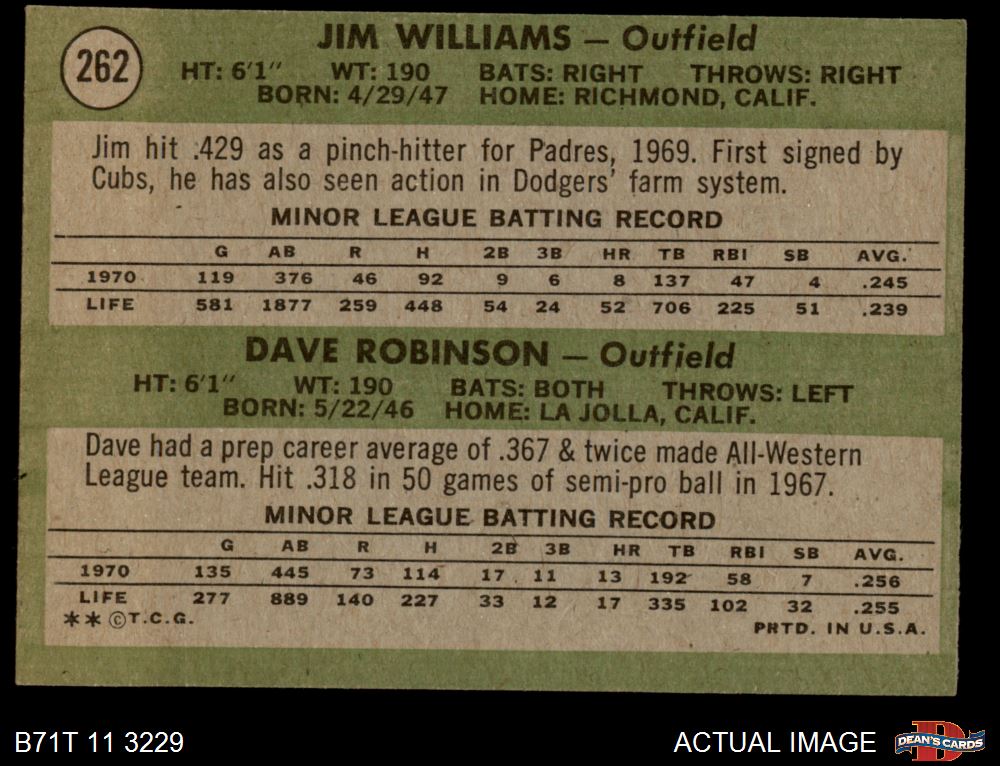 262
JIM WILLIAMS — Outfield
HT: 6'1" WT: 190 BATS: RIGHT THROWS: RIGHT
BORN: 4/29/47 HOME: RICHMOND, CALIF.
Jim hit .429 as a pinch-hitter for Padres, 1969. First signed by
Cubs, he has also seen action in Dodgers' farm system.
MINOR LEAGUE BATTING RECORD
G AB R H 2B 3B HR TB RBI SB AVG.
1970 119 376 46 92 9 6 8 137 47 4 .245
LIFE 581 1877 259 448 54 24 52 706 225 51 .239
DAVE ROBINSON — Outfield
HT: 6'1" WT: 190 BATS: BOTH THROWS: LEFT
BORN: 5/22/46 HOME: LA JOLLA, CALIF.
Dave had a prep career average of .367 & twice made All-Western
League team. Hit .318 in 50 games of semi-pro ball in 1967.
MINOR LEAGUE BATTING RECORD
G AB R H 2B 3B HR TB RBI SB AVG.
1970 135 445 73 114 17 11 13 192 58 7 .256
LIFE 277 889 140 227 33 12 17 335 102 32 .255
** ©T.C.G.
PRTD. IN U.S.A.
B71T 11 3229
ACTUAL IMAGE
DEAN'S CARDS